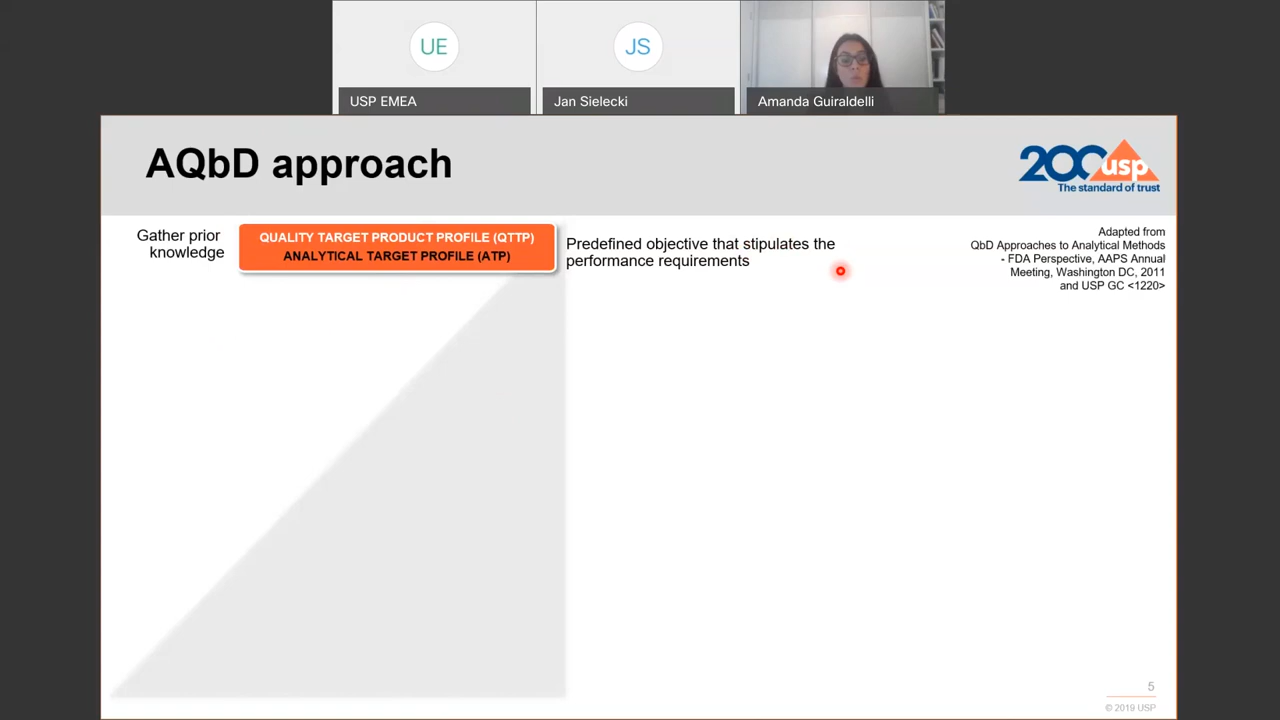 UE
JS
USP EMEA
Jan Sielecki
Amanda Guiraldelli
AQbD approach
200 usp
The standard of trust
Gather prior
knowledge
QUALITY TARGET PRODUCT PROFILE (QTTP)
ANALYTICAL TARGET PROFILE (ATP)
Predefined objective that stipulates the
performance requirements
Adapted from
QbD Approaches to Analytical Methods
- FDA Perspective, AAPS Annual
Meeting, Washington DC, 2011
and USP GC <1220>
5
© 2019 USP